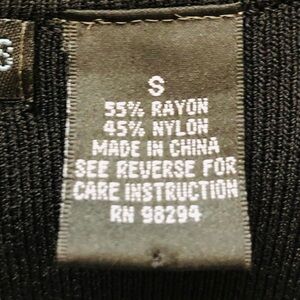 S
S
55% RAYON
45% NYLON
MADE IN CHINA
SEE REVERSE FOR
CARE INSTRUCTION
RN 98294